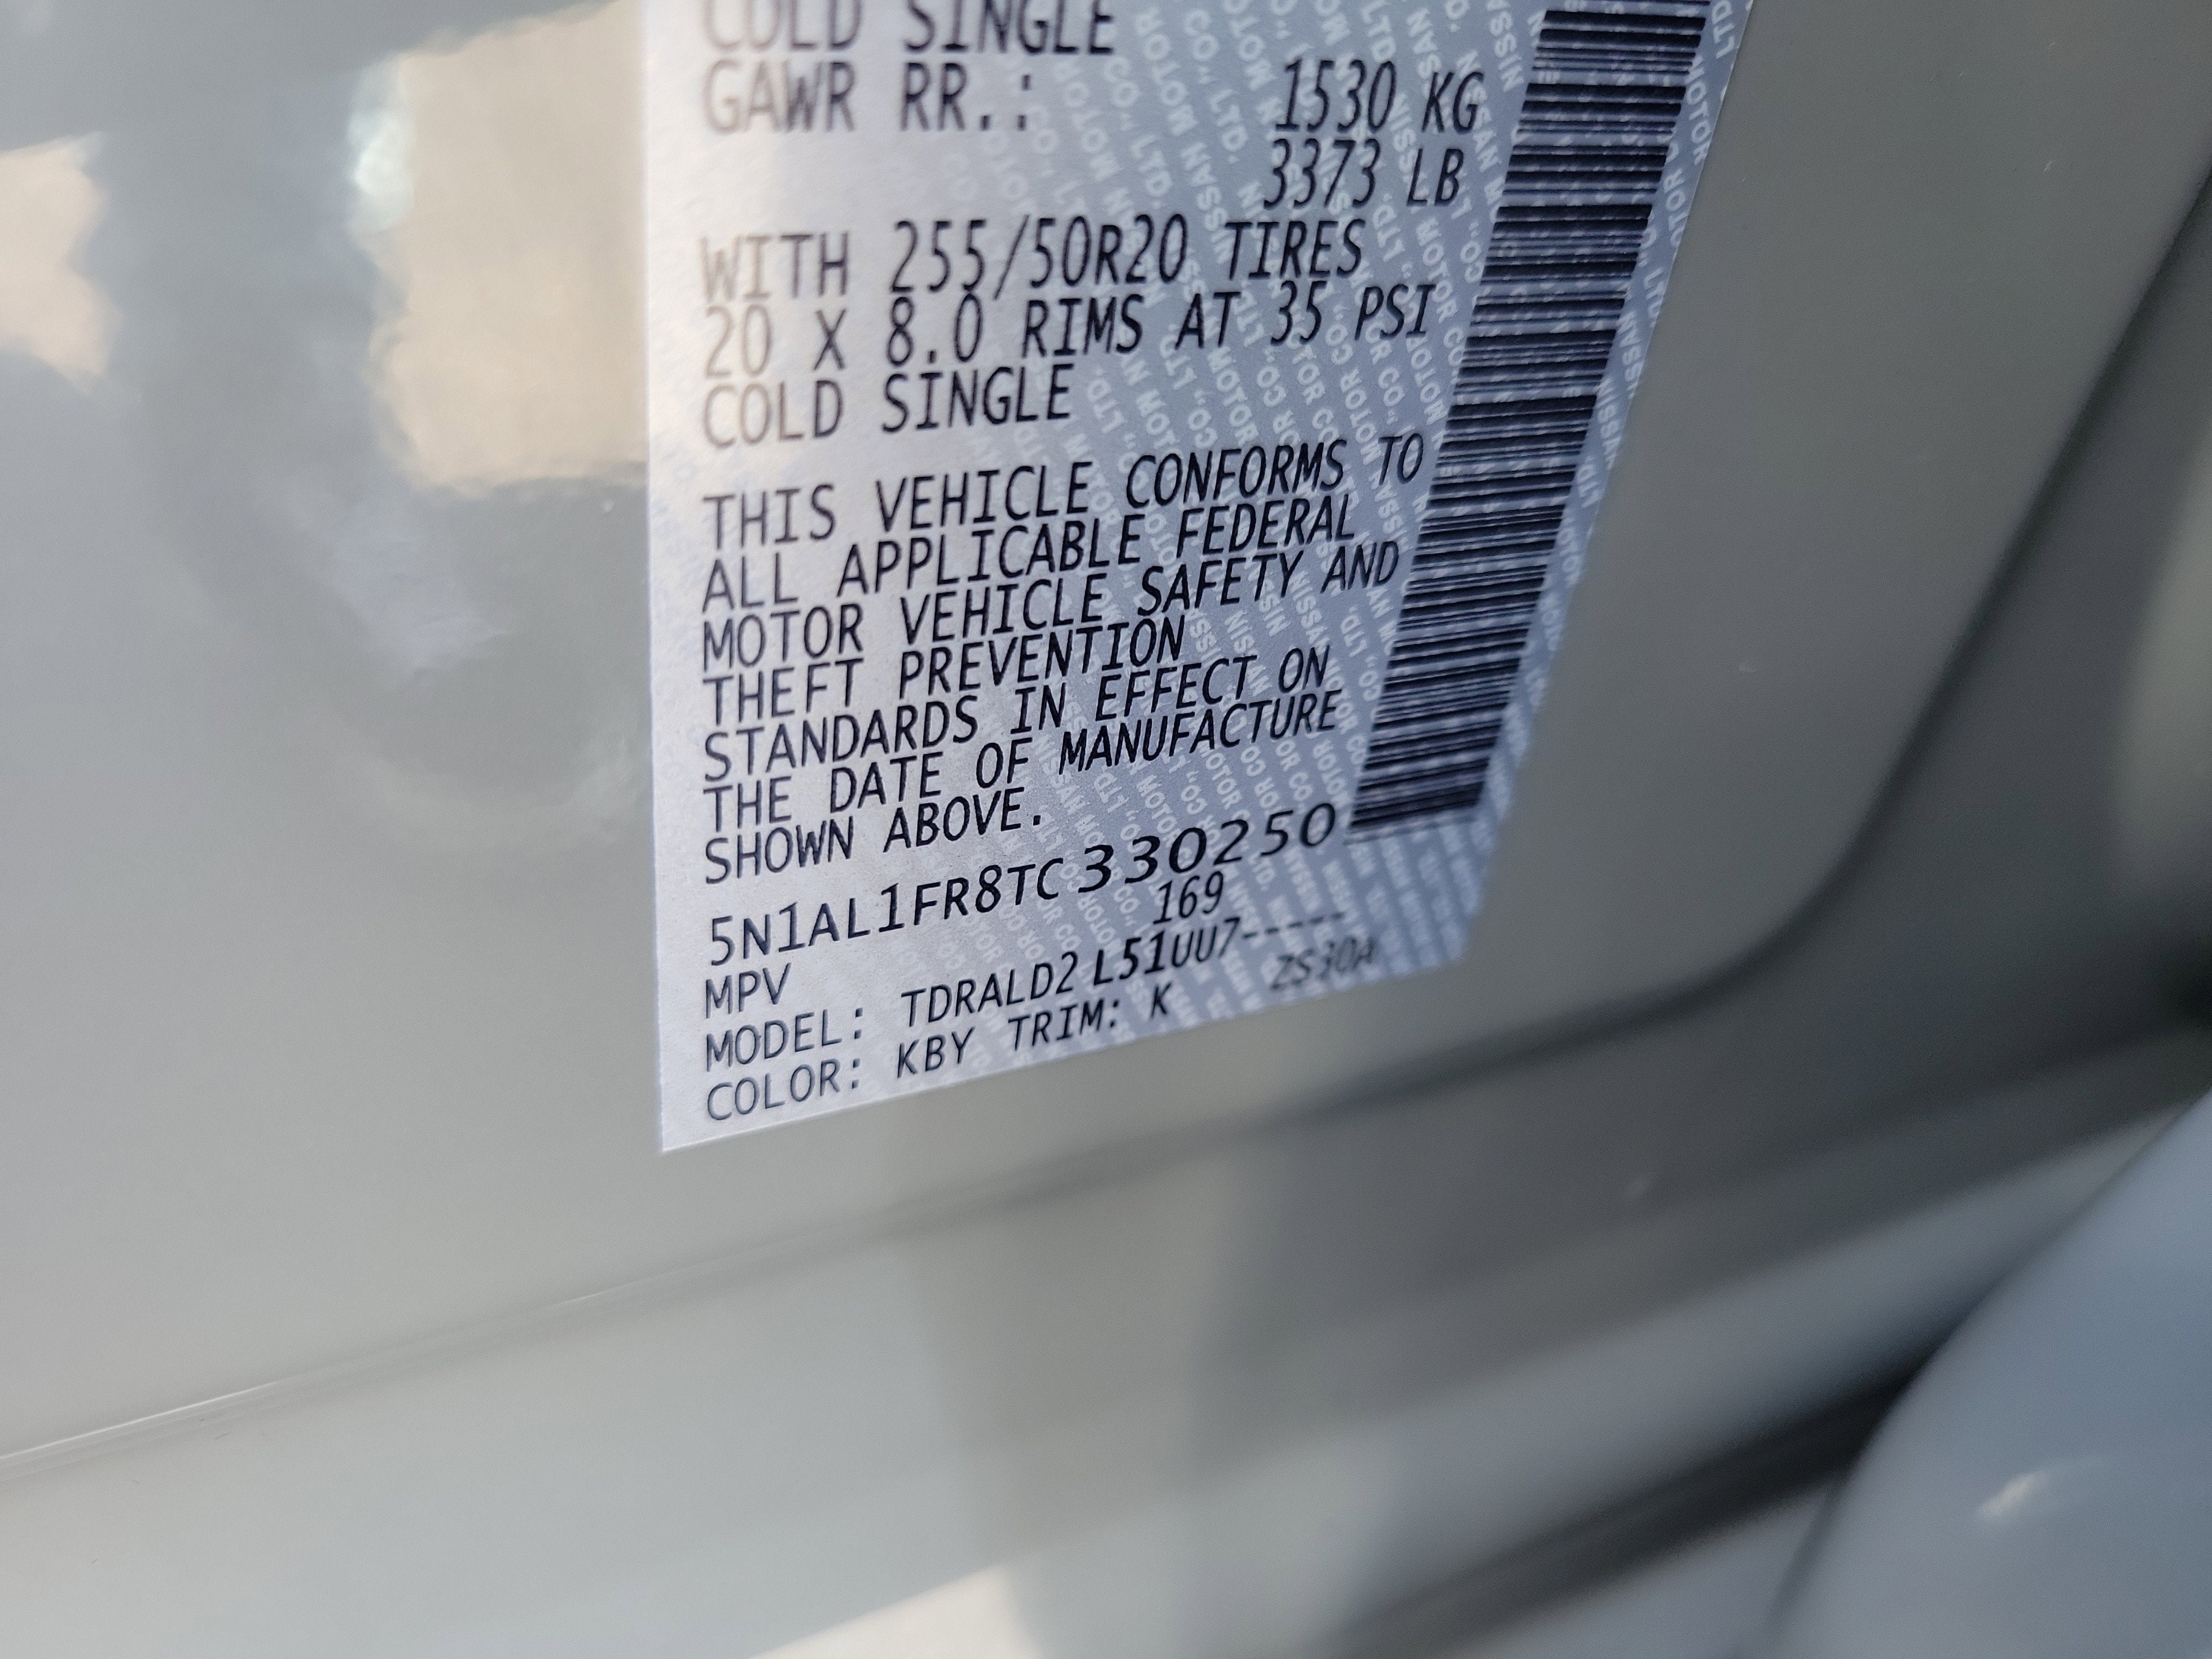 COLD SINGLE
GAWR RR.: 1530 KG
3373 LB
WITH 255/50R20 TIRES
20 X 8.0 RIMS AT 35 PSI
COLD SINGLE
THIS VEHICLE CONFORMS TO
ALL APPLICABLE FEDERAL
MOTOR VEHICLE SAFETY AND
THEFT PREVENTION
STANDARDS IN EFFECT ON
THE DATE OF MANUFACTURE
SHOWN ABOVE.
5N1AL1FR8TC330250
MPV 169
MODEL: TDRALD2L51UU7-----
COLOR: KBY TRIM: K ZS30A